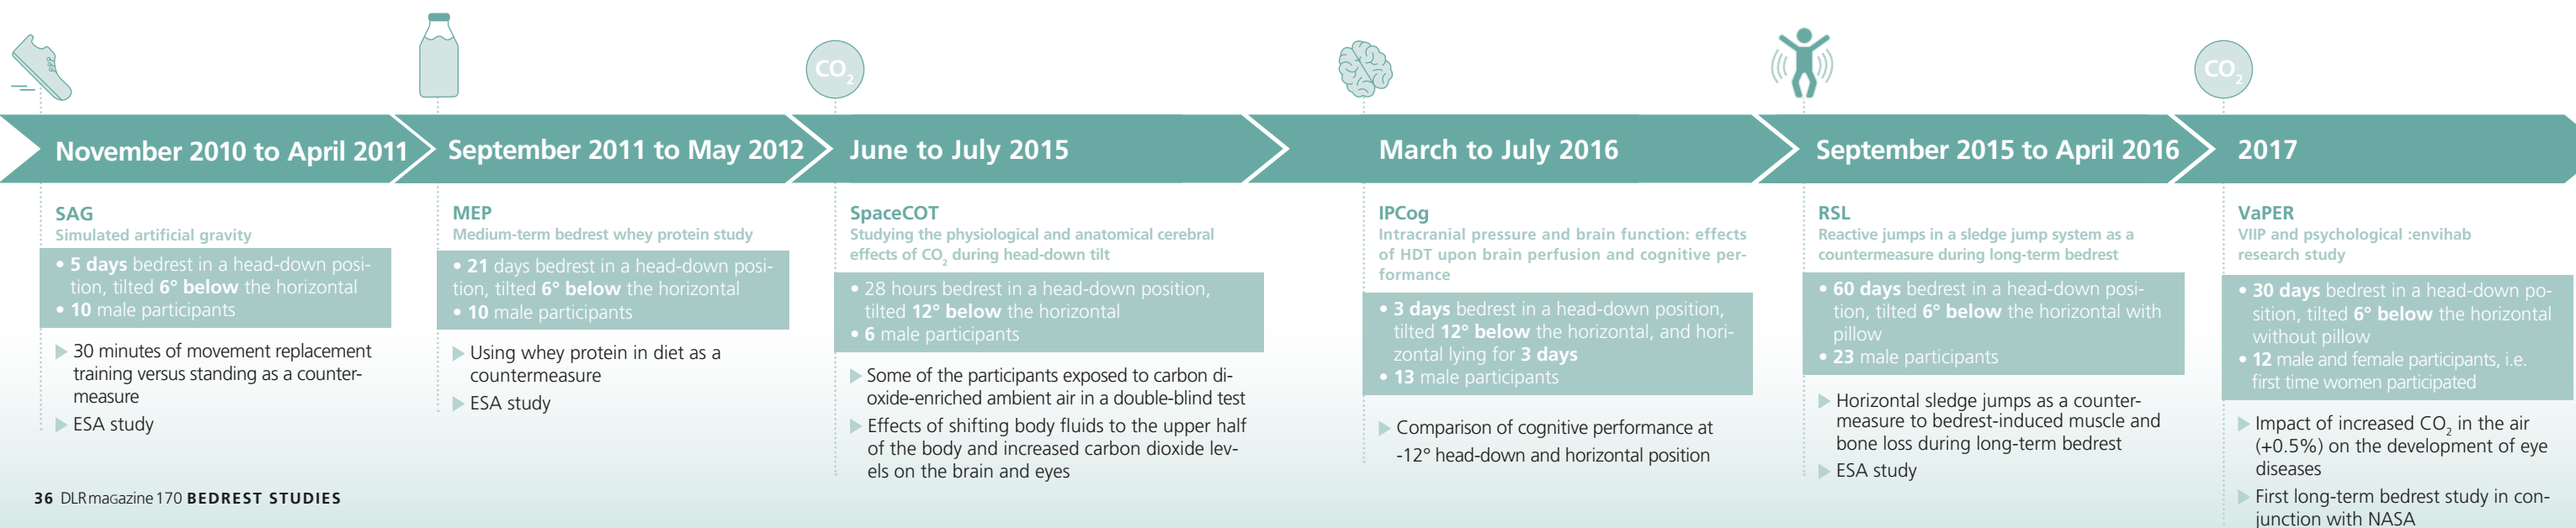 CO2
CO2
November 2010 to April 2011
September 2011 to May 2012
June to July 2015
March to July 2016
September 2015 to April 2016
2017
SAG
Simulated artificial gravity
• 5 days bedrest in a head-down posi-
tion, tilted 6° below the horizontal
• 10 male participants
30 minutes of movement replacement
training versus standing as a counter-
measure
ESA study
MEP
Medium-term bedrest whey protein study
• 21 days bedrest in a head-down posi-
tion, tilted 6° below the horizontal
• 10 male participants
Using whey protein in diet as a
countermeasure
ESA study
SpaceCOT
Studying the physiological and anatomical cerebral
effects of CO2 during head-down tilt
• 28 hours bedrest in a head-down position,
tilted 12° below the horizontal
• 6 male participants
Some of the participants exposed to carbon di-
oxide-enriched ambient air in a double-blind test
Effects of shifting body fluids to the upper half
of the body and increased carbon dioxide lev-
els on the brain and eyes
IPCog
Intracranial pressure and brain function: effects
of HDT upon brain perfusion and cognitive per-
formance
• 3 days bedrest in a head-down position,
tilted 12° below the horizontal, and hori-
zontal lying for 3 days
• 13 male participants
Comparison of cognitive performance at
-12° head-down and horizontal position
RSL
Reactive jumps in a sledge jump system as a
countermeasure during long-term bedrest
• 60 days bedrest in a head-down posi-
tion, tilted 6° below the horizontal with
pillow
• 23 male participants
Horizontal sledge jumps as a counter-
measure to bedrest-induced muscle and
bone loss during long-term bedrest
ESA study
VaPER
VIIP and psychological :envihab
research study
• 30 days bedrest in a head-down po-
sition, tilted 6° below the horizontal
without pillow
• 12 male and female participants, i.e.
first time women participated
Impact of increased CO2 in the air
(+0.5%) on the development of eye
diseases
First long-term bedrest study in con-
junction with NASA
36 DLRmagazine 170 BEDREST STUDIES